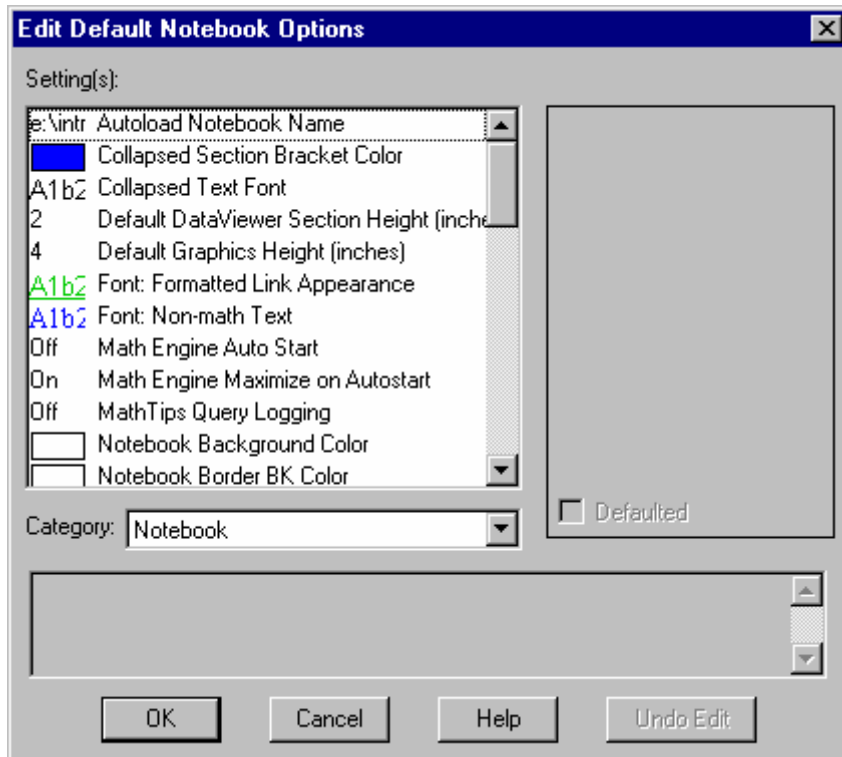 Edit Default Notebook Options
Setting(s):
e:\intr Autoload Notebook Name
Collapsed Section Bracket Color
A1b2 Collapsed Text Font
2 Default DataViewer Section Height (inche
4 Default Graphics Height (inches)
A1b2 Font: Formatted Link Appearance
A1b2 Font: Non-math Text
Off Math Engine Auto Start
On Math Engine Maximize on Autostart
Off MathTips Query Logging
Notebook Background Color
Notebook Border BK Color
Defaulted
Category: Notebook
OK Cancel Help Undo Edit